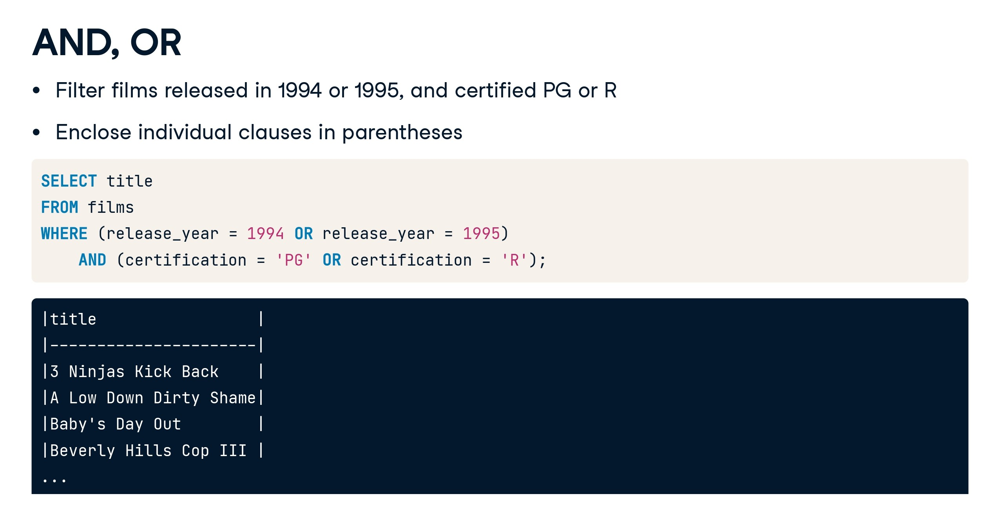 AND, OR
• Filter films released in 1994 or 1995, and certified PG or R
• Enclose individual clauses in parentheses
SELECT title
FROM films
WHERE (release_year = 1994 OR release_year = 1995)
    AND (certification = 'PG' OR certification = 'R');
|title                 |
|----------------------|
|3 Ninjas Kick Back    |
|A Low Down Dirty Shame|
|Baby's Day Out        |
|Beverly Hills Cop III |
...